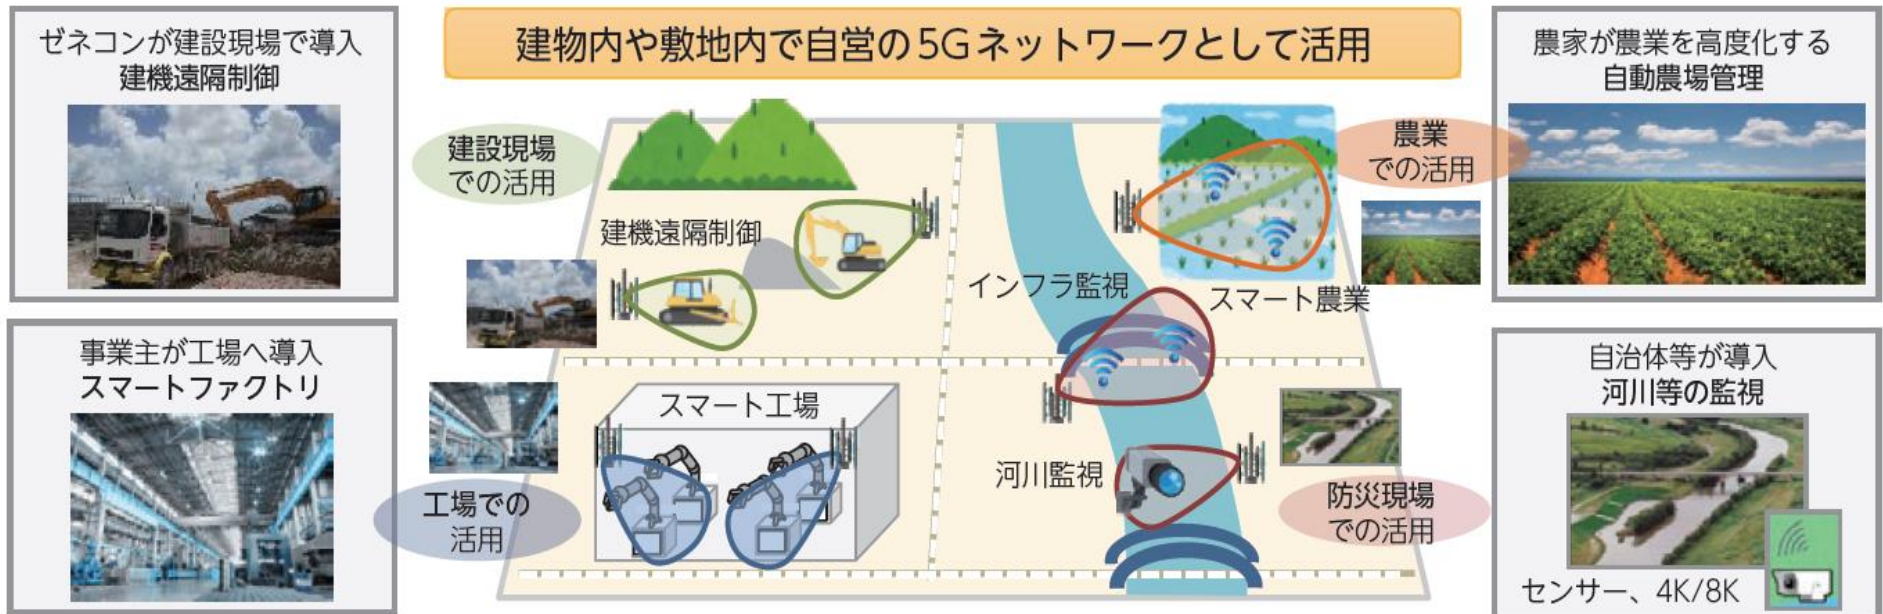 建物内や敷地内で自営の5Gネットワークとして活用
ゼネコンが建設現場で導入
建機遠隔制御
事業主が工場へ導入
スマートファクトリ
建設現場
での活用
建機遠隔制御
工場での
活用
スマート工場
インフラ監視
スマート農業
農業
での活用
河川監視
防災現場
での活用
農家が農業を高度化する
自動農場管理
自治体等が導入
河川等の監視
センサー、4K/8K